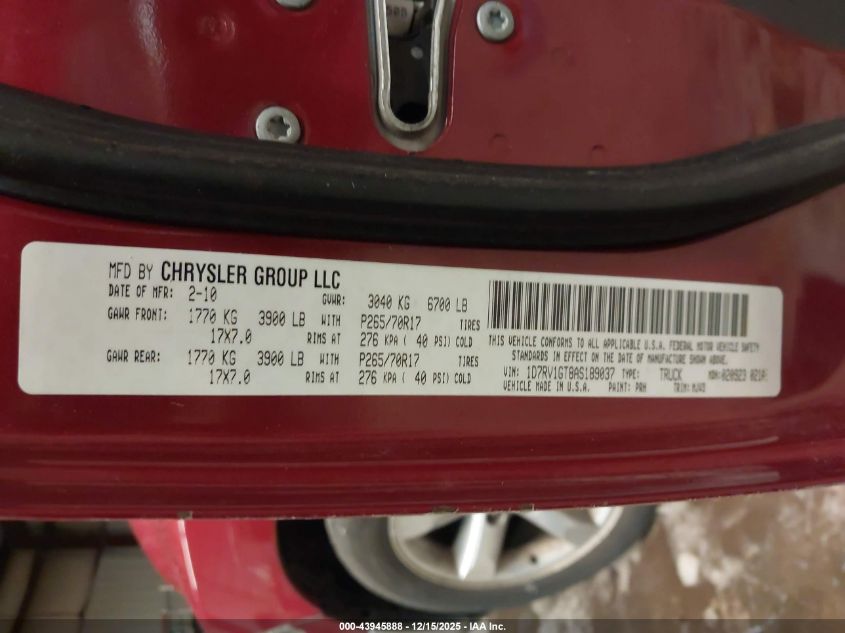 MFD BY CHRYSLER GROUP LLC
DATE OF MFR: 2-10 GVWR: 3040 KG 6700 LB
GAWR FRONT: 1770 KG 3900 LB WITH P265/70R17 TIRES
17X7.0 RIMS AT 276 KPA ( 40 PSI) COLD
GAWR REAR: 1770 KG 3900 LB WITH P265/70R17 TIRES
17X7.0 RIMS AT 276 KPA ( 40 PSI) COLD
THIS VEHICLE CONFORMS TO ALL APPLICABLE U.S.A. FEDERAL MOTOR VEHICLE SAFETY
STANDARDS IN EFFECT ON THE DATE OF MANUFACTURE SHOWN ABOVE.
VIN: 1D7RV1GT8AS189037 TYPE: TRUCK MDH:020923 021A
VEHICLE MADE IN U.S.A. PAINT: PRH TRIM:
000-43945888 - 12/15/2025 - IAA Inc.